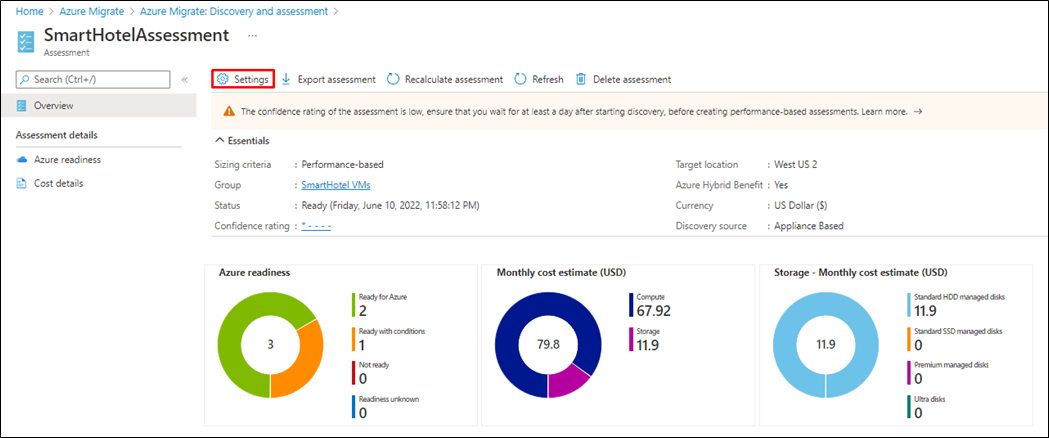 Home > Azure Migrate > Azure Migrate: Discovery and assessment >
SmartHotelAssessment ...
Assessment
Search (Ctrl+/) «
Overview
Assessment details
Azure readiness
Cost details
Settings Export assessment Recalculate assessment Refresh Delete assessment
The confidence rating of the assessment is low, ensure that you wait for at least a day after starting discovery, before creating performance-based assessments. Learn more. →
Essentials
Sizing criteria : Performance-based
Group : SmartHotel VMs
Status : Ready (Friday, June 10, 2022, 11:58:12 PM)
Confidence rating : * - - - -
Target location : West US 2
Azure Hybrid Benefit : Yes
Currency : US Dollar ($)
Discovery source : Appliance Based
Azure readiness
3
Ready for Azure
2
Ready with conditions
1
Not ready
0
Readiness unknown
0
Monthly cost estimate (USD)
79.8
Compute
67.92
Storage
11.9
Storage - Monthly cost estimate (USD)
11.9
Standard HDD managed disks
11.9
Standard SSD managed disks
0
Premium managed disks
0
Ultra disks
0